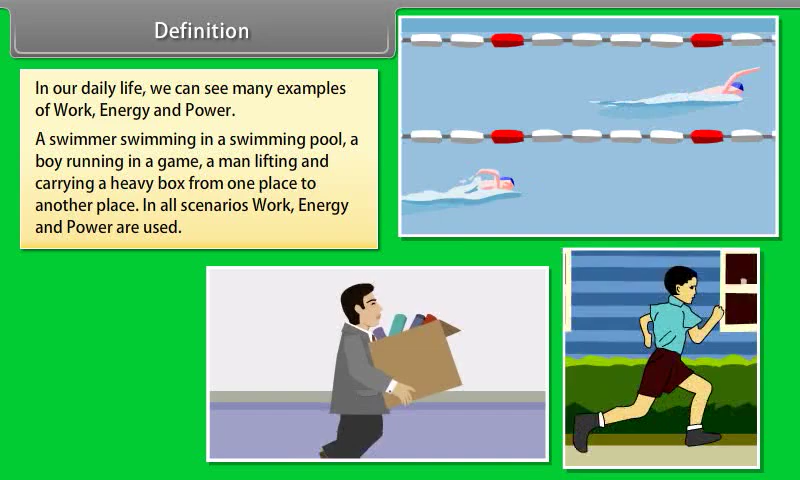 Definition
In our daily life, we can see many examples
of Work, Energy and Power.
A swimmer swimming in a swimming pool, a
boy running in a game, a man lifting and
carrying a heavy box from one place to
another place. In all scenarios Work, Energy
and Power are used.